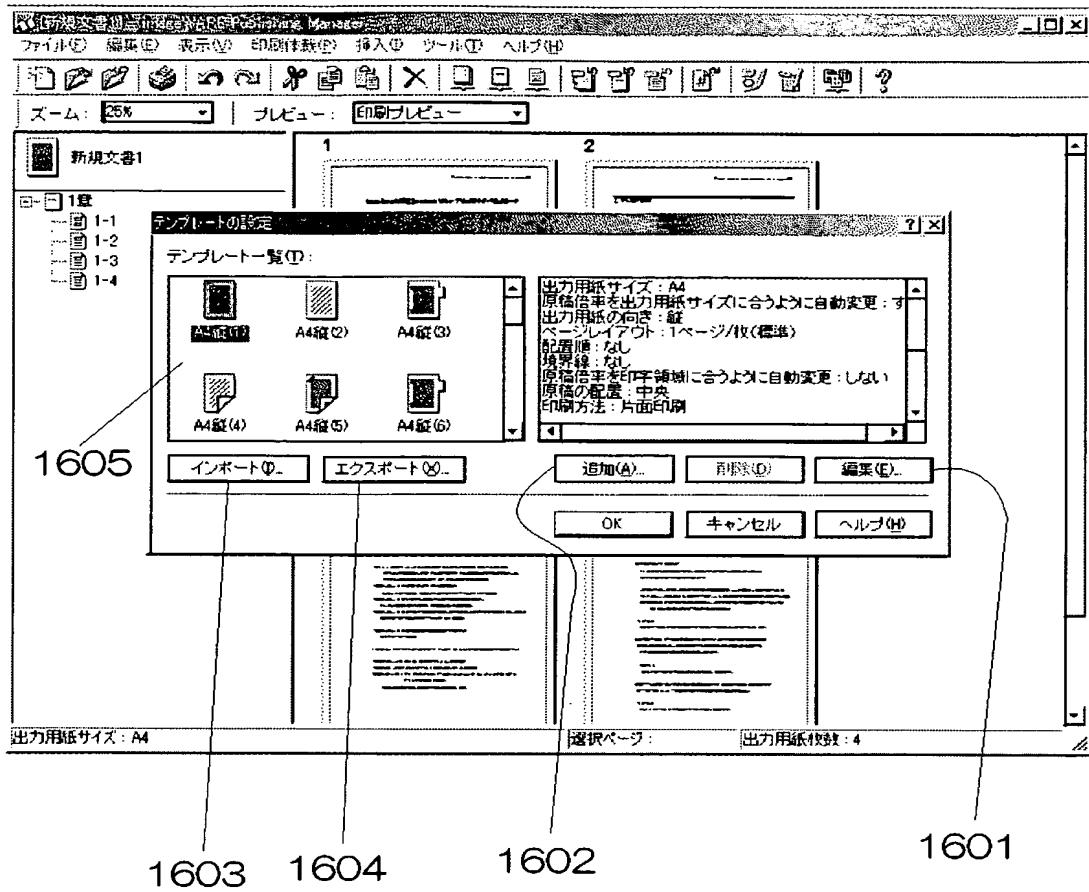 [新規文書1] - ImageWARE Publishing Manager
ファイル(F) 編集(E) 表示(V) 印刷体裁(P) 挿入(I) ツール(T) ヘルプ(H)
ズーム: 25% プレビュー: 印刷プレビュー
新規文書1
1章
1-1
1-2
1-3
1-4
1 2
テンプレートの設定
テンプレート一覧(T):
A4縦(1) A4縦(2) A4縦(3)
A4縦(4) A4縦(5) A4縦(6)
出力用紙サイズ:A4
原稿倍率を出力用紙サイズに合うように自動変更:す
出力用紙の向き:縦
ページレイアウト:1ページ/枚(標準)
配置順:なし
境界線:なし
原稿倍率を印字領域に合うように自動変更:しない
原稿の配置:中央
印刷方法:片面印刷
インポート(I)... エクスポート(X)... 追加(A)... 削除(D) 編集(E)...
OK キャンセル ヘルプ(H)
出力用紙サイズ:A4 選択ページ: 出力用紙枚数:4
1605
1603 1604 1602 1601